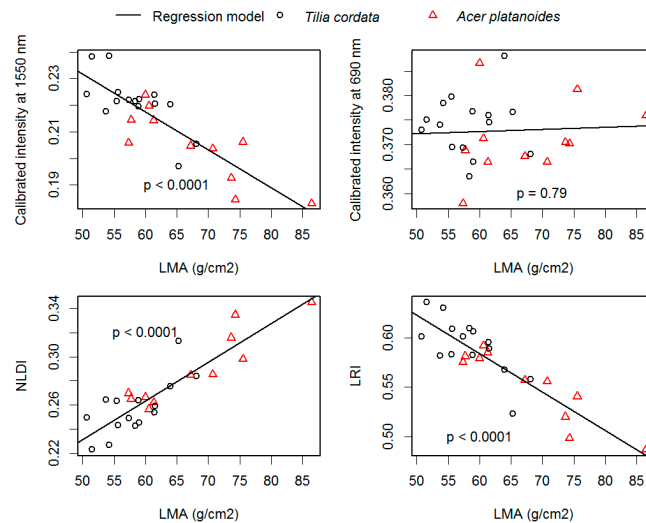 Regression model Tilia cordata Acer platanoides
Calibrated intensity at 1550 nm
0.23
0.21
0.19
p < 0.0001
50 55 60 65 70 75 80 85
LMA (g/cm2)
Calibrated intensity at 690 nm
0.380
0.370
0.360
p = 0.79
50 55 60 65 70 75 80 85
LMA (g/cm2)
NLDI
0.34
0.30
0.26
0.22
p < 0.0001
50 55 60 65 70 75 80 85
LMA (g/cm2)
LRI
0.60
0.55
0.50
p < 0.0001
50 55 60 65 70 75 80 85
LMA (g/cm2)